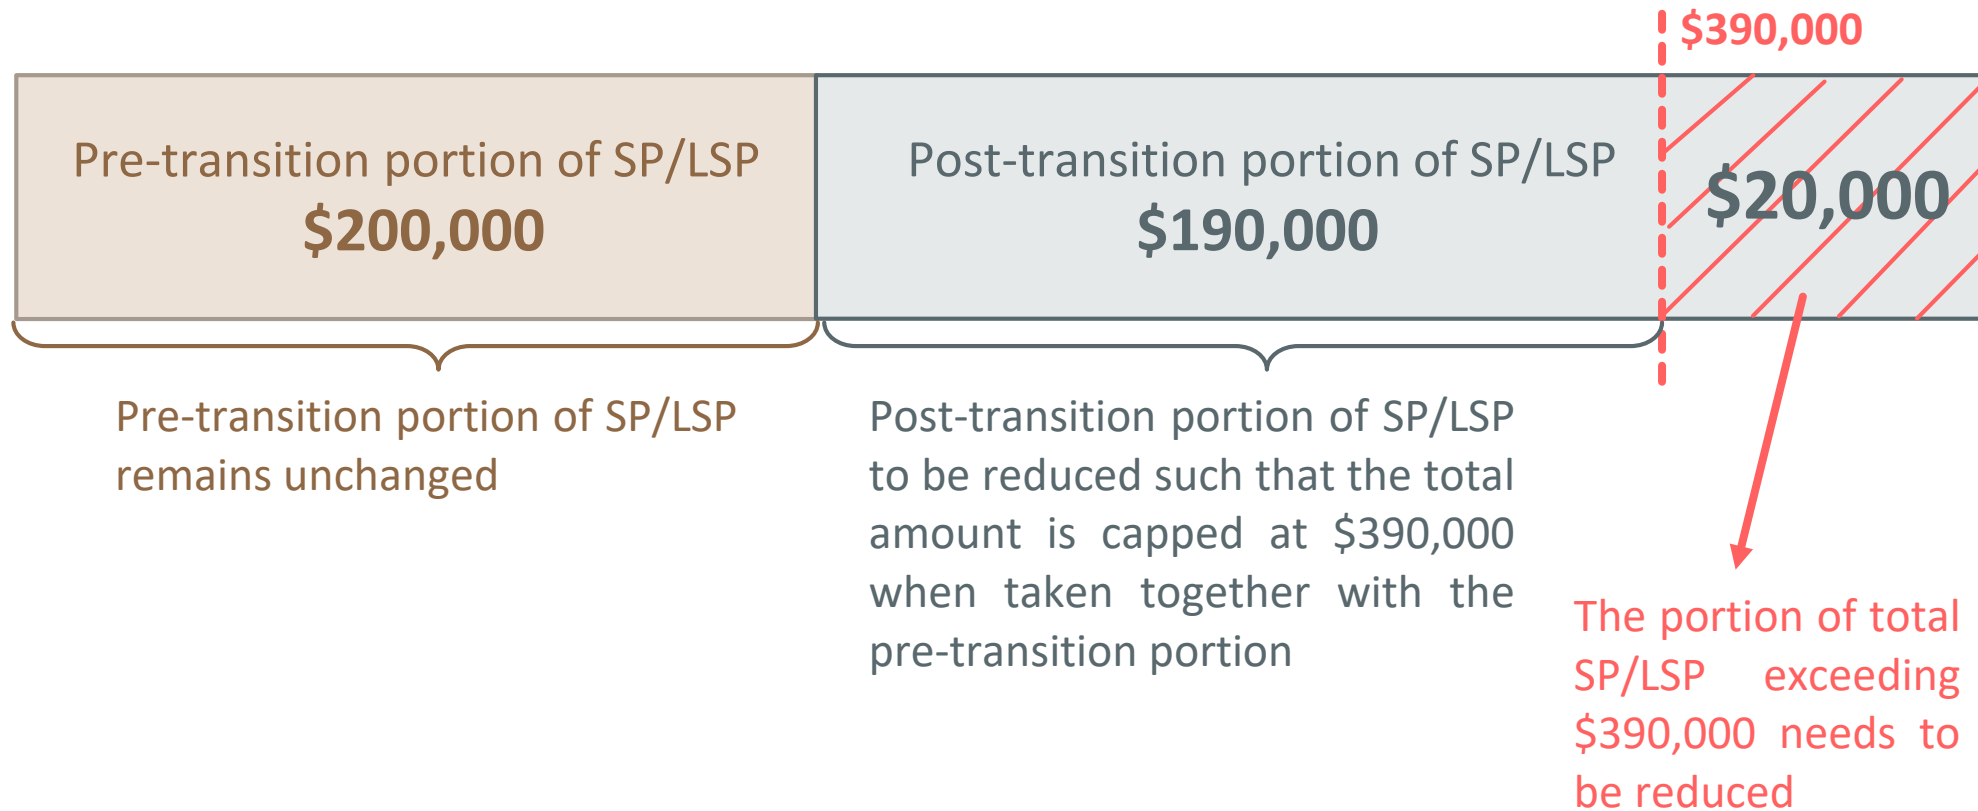 $390,000
Pre-transition portion of SP/LSP
$200,000
Post-transition portion of SP/LSP
$190,000
$20,000
Pre-transition portion of SP/LSP
remains unchanged
Post-transition portion of SP/LSP
to be reduced such that the total
amount is capped at $390,000
when taken together with the
pre-transition portion
The portion of total
SP/LSP exceeding
$390,000 needs to
be reduced